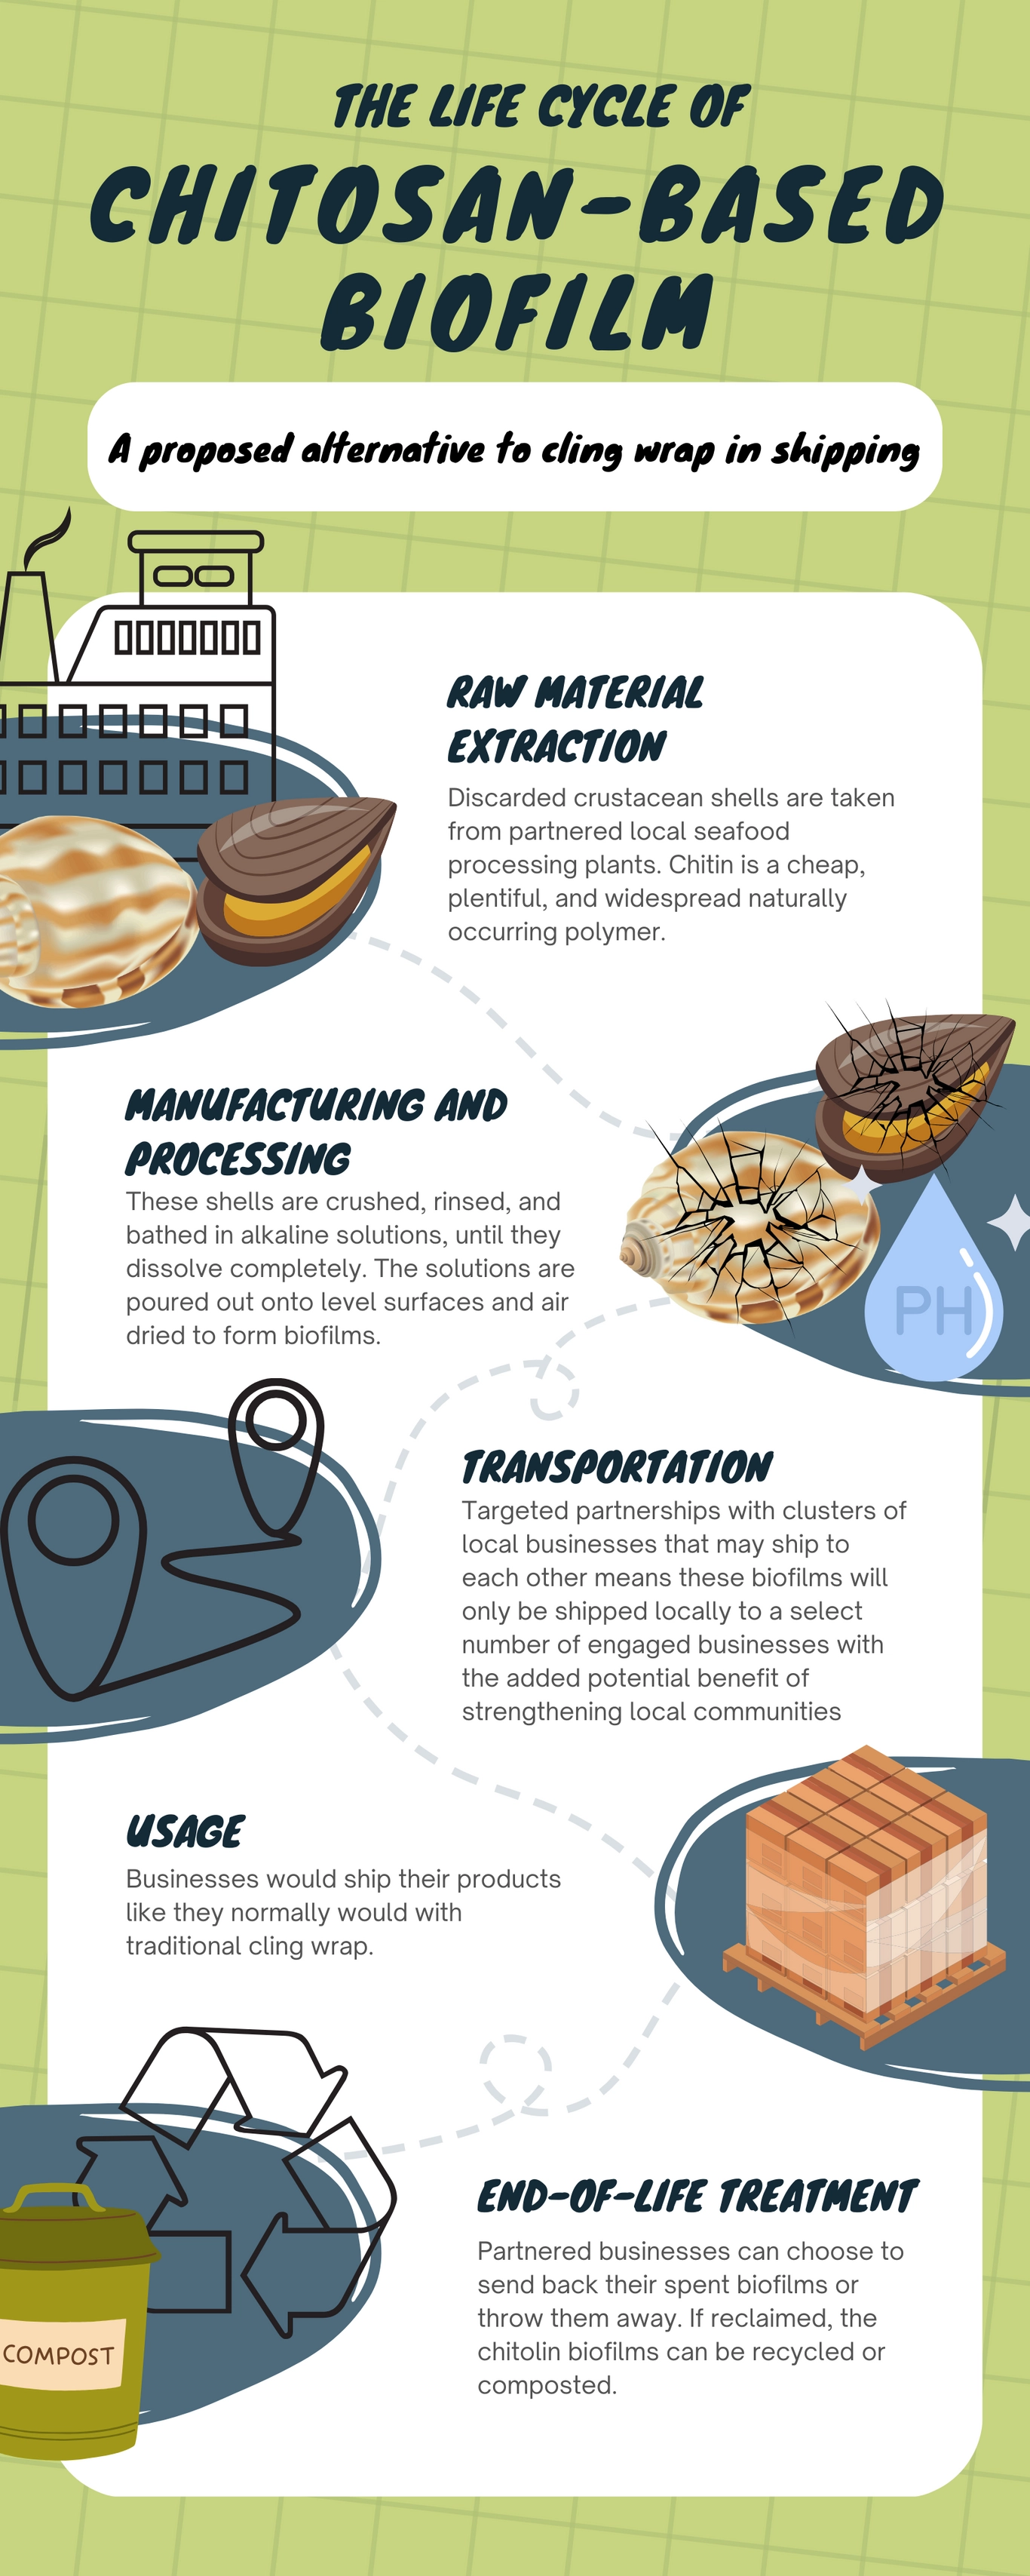 THE LIFE CYCLE OF
CHITOSAN-BASED
BIOFILM
A proposed alternative to cling wrap in shipping
RAW MATERIAL
EXTRACTION
Discarded crustacean shells are taken
from partnered local seafood
processing plants. Chitin is a cheap,
plentiful, and widespread naturally
occurring polymer.
MANUFACTURING AND
PROCESSING
These shells are crushed, rinsed, and
bathed in alkaline solutions, until they
dissolve completely. The solutions are
poured out onto level surfaces and air
dried to form biofilms.
PH
TRANSPORTATION
Targeted partnerships with clusters of
local businesses that may ship to
each other means these biofilms will
only be shipped locally to a select
number of engaged businesses with
the added potential benefit of
strengthening local communities
USAGE
Businesses would ship their products
like they normally would with
traditional cling wrap.
END-OF-LIFE TREATMENT
Partnered businesses can choose to
send back their spent biofilms or
throw them away. If reclaimed, the
chitolin biofilms can be recycled or
composted.
COMPOST